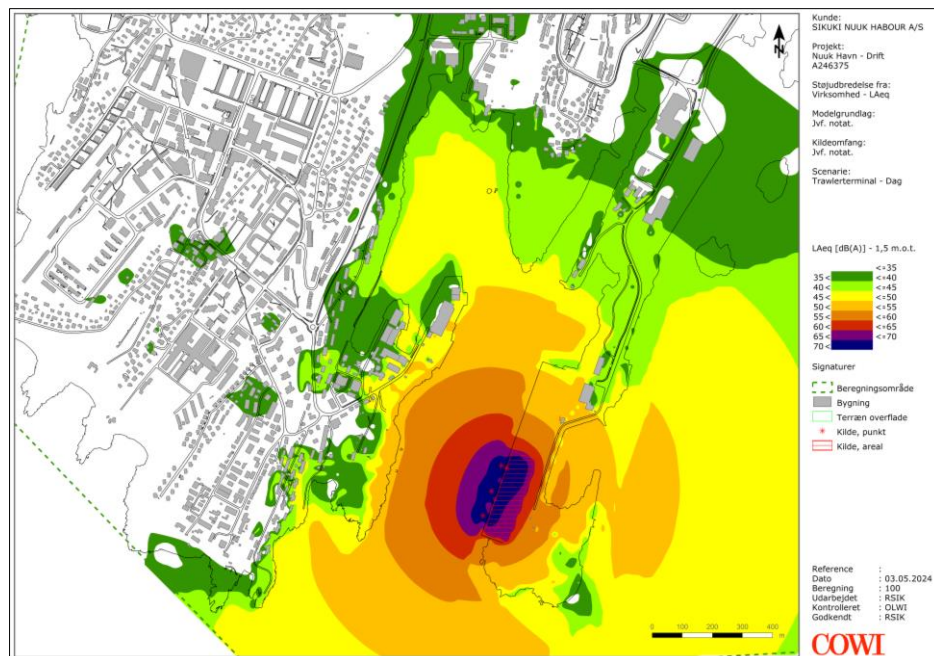 Kunde:
SIKUKI NUUK HABOUR A/S
Projekt:
Nuuk Havn - Drift
A246375
Støjudbredelse fra:
Virksomhed - LAeq
Modelgrundlag:
Jvf. notat.
Kildeomfang:
Jvf. notat.
Scenarie:
Trawlerterminal - Dag
N
LAeq [dB(A)] - 1,5 m.o.t.
<=35
35 < <=40
40 < <=45
45 < <=50
50 < <=55
55 < <=60
60 < <=65
65 < <=70
70 <
Signaturer
Beregningsområde
Bygning
Terræn overflade
Kilde, punkt
Kilde, areal
0 100 200 300 400
m
Reference :
Dato : 03.05.2024
Beregning : 100
Udarbejdet : RSIK
Kontrolleret : OLWI
Godkendt : RSIK
COWI